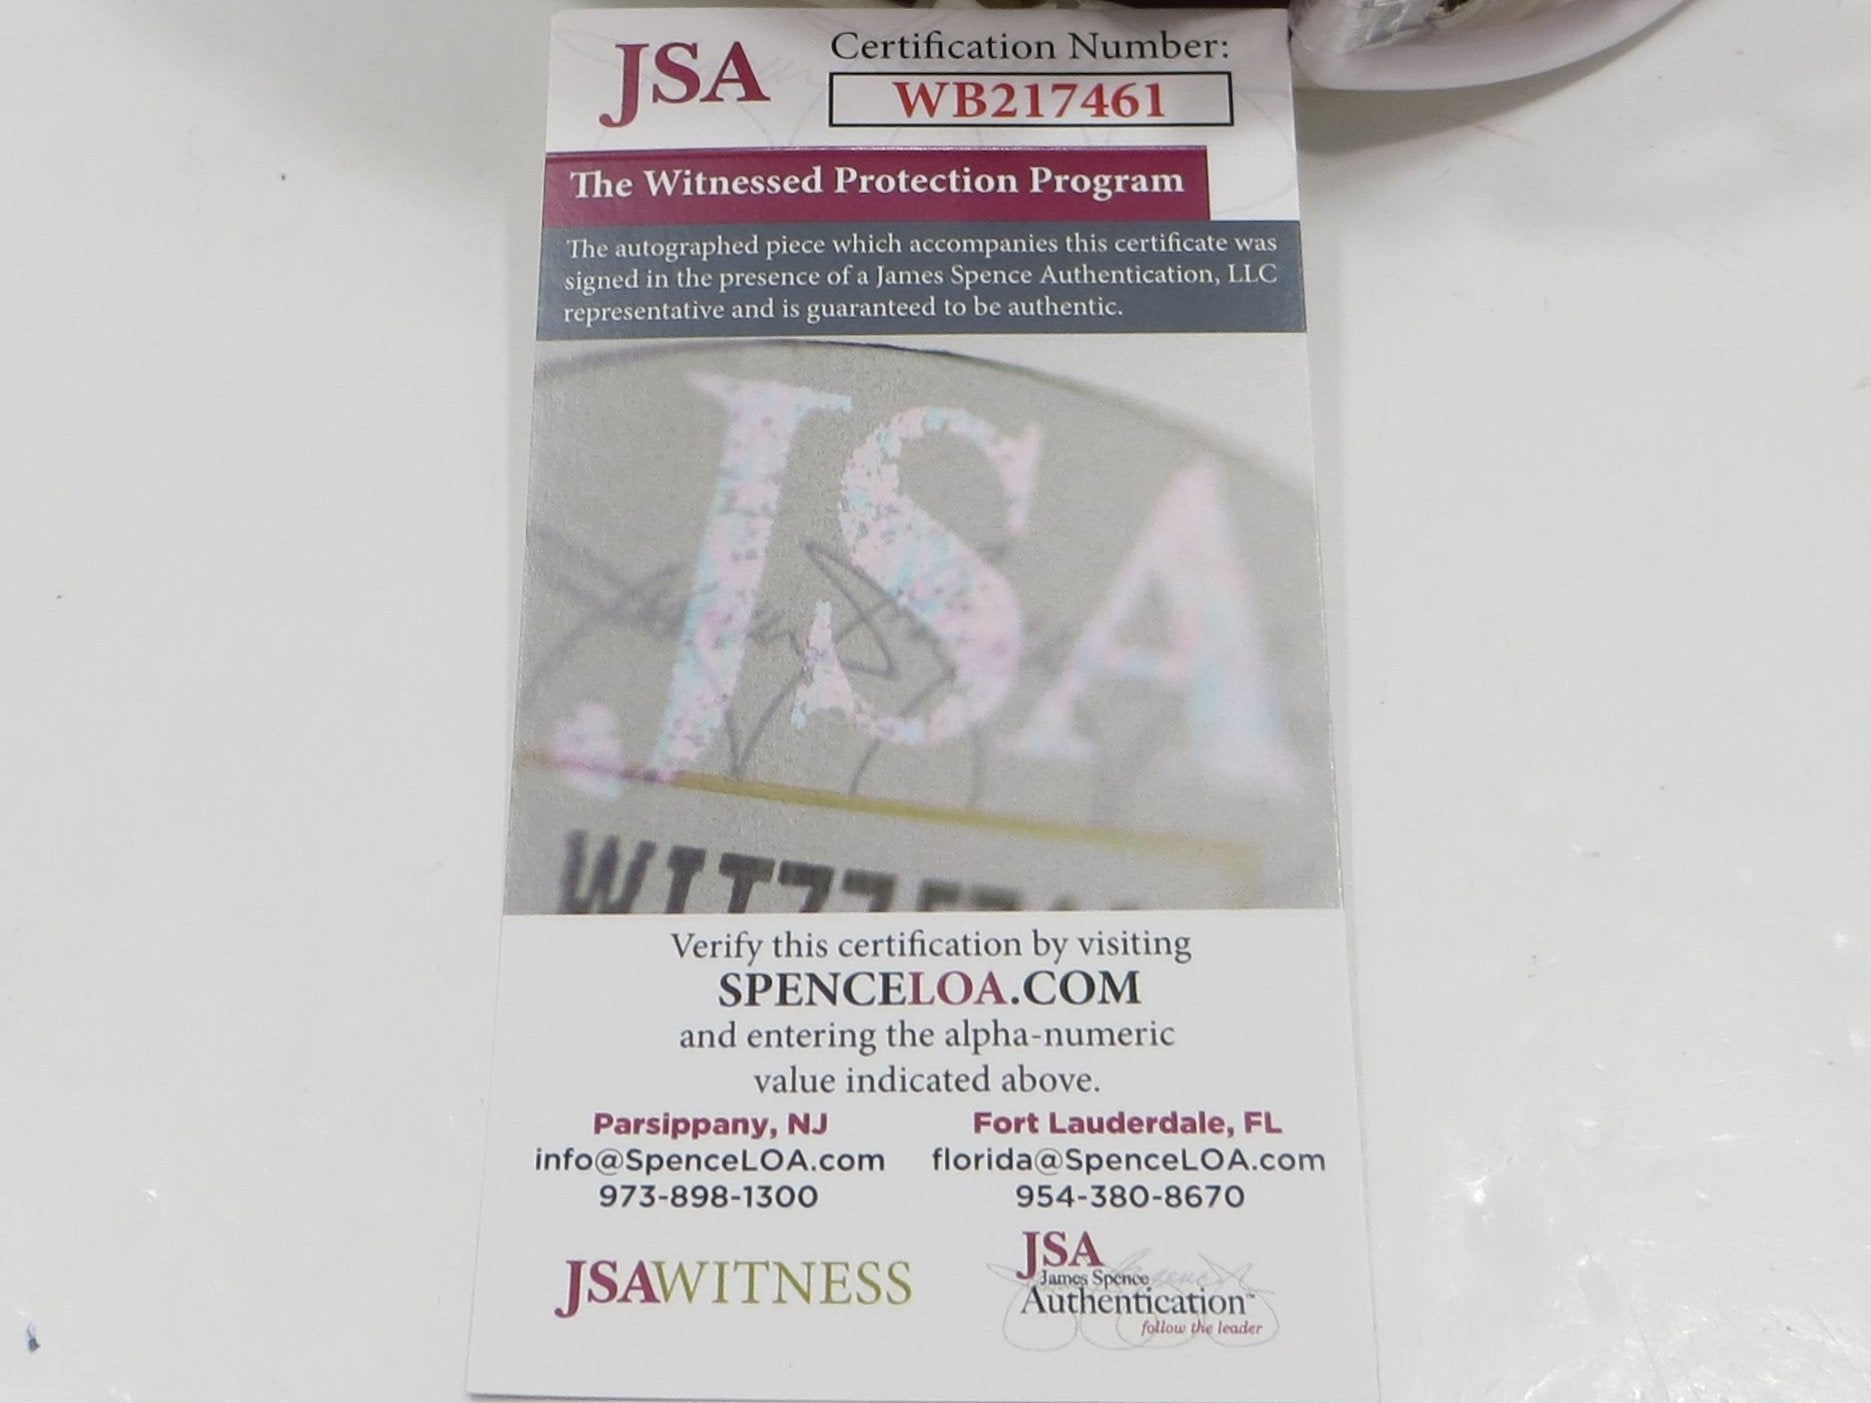 JSA
Certification Number:
WB217461
The Witnessed Protection Program
The autographed piece which accompanies this certificate was
signed in the presence of a James Spence Authentication, LLC
representative and is guaranteed to be authentic.
JSA
Verify this certification by visiting
SPENCELOA.COM
and entering the alpha-numeric
value indicated above.
Parsippany, NJ
info@SpenceLOA.com
973-898-1300
Fort Lauderdale, FL
florida@SpenceLOA.com
954-380-8670
JSAWITNESS
JSA
James Spence
Authentication™
follow the leader